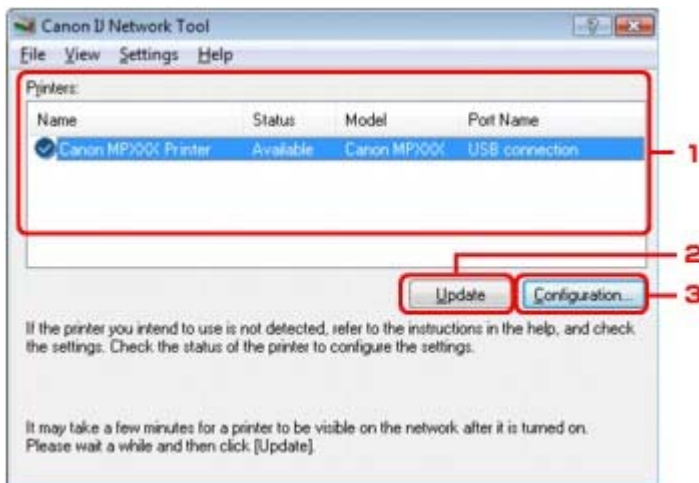 Canon IJ Network Tool
File View Settings Help
Printers:
Name Status Model Port Name
Canon MPXXX Printer Available Canon MPXXX USB connection
1
2
Update Configuration...
3
If the printer you intend to use is not detected, refer to the instructions in the help, and check
the settings. Check the status of the printer to configure the settings.
It may take a few minutes for a printer to be visible on the network after it is turned on.
Please wait a while and then click [Update].